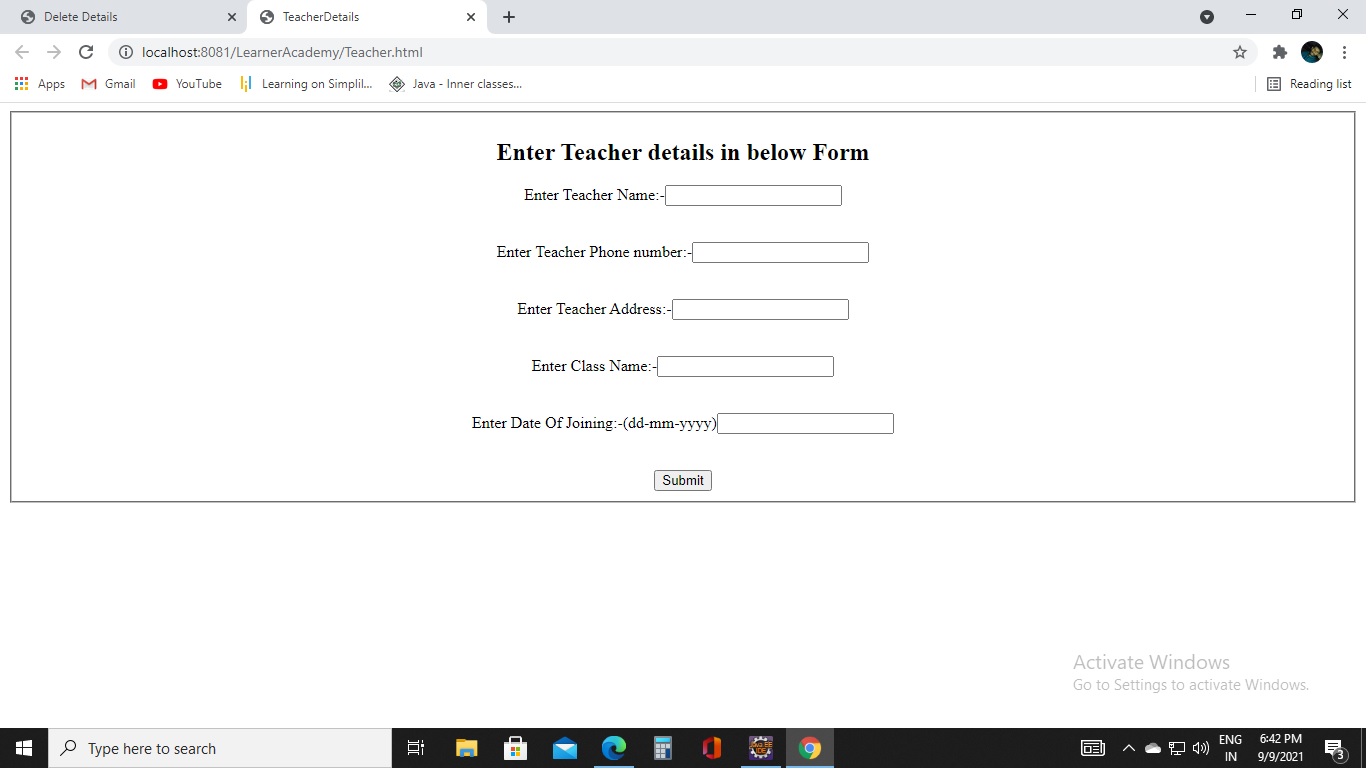 Delete Details
TeacherDetails
localhost:8081/LearnerAcademy/Teacher.html
Apps
Gmail
YouTube
Learning on Simplil...
Java - Inner classes...
Reading list
Enter Teacher details in below Form
Enter Teacher Name:-
Enter Teacher Phone number:-
Enter Teacher Address:-
Enter Class Name:-
Enter Date Of Joining:-(dd-mm-yyyy)
Submit
Activate Windows
Go to Settings to activate Windows.
Type here to search
JAVA EE
IDE
ENG
IN
6:42 PM
9/9/2021
3